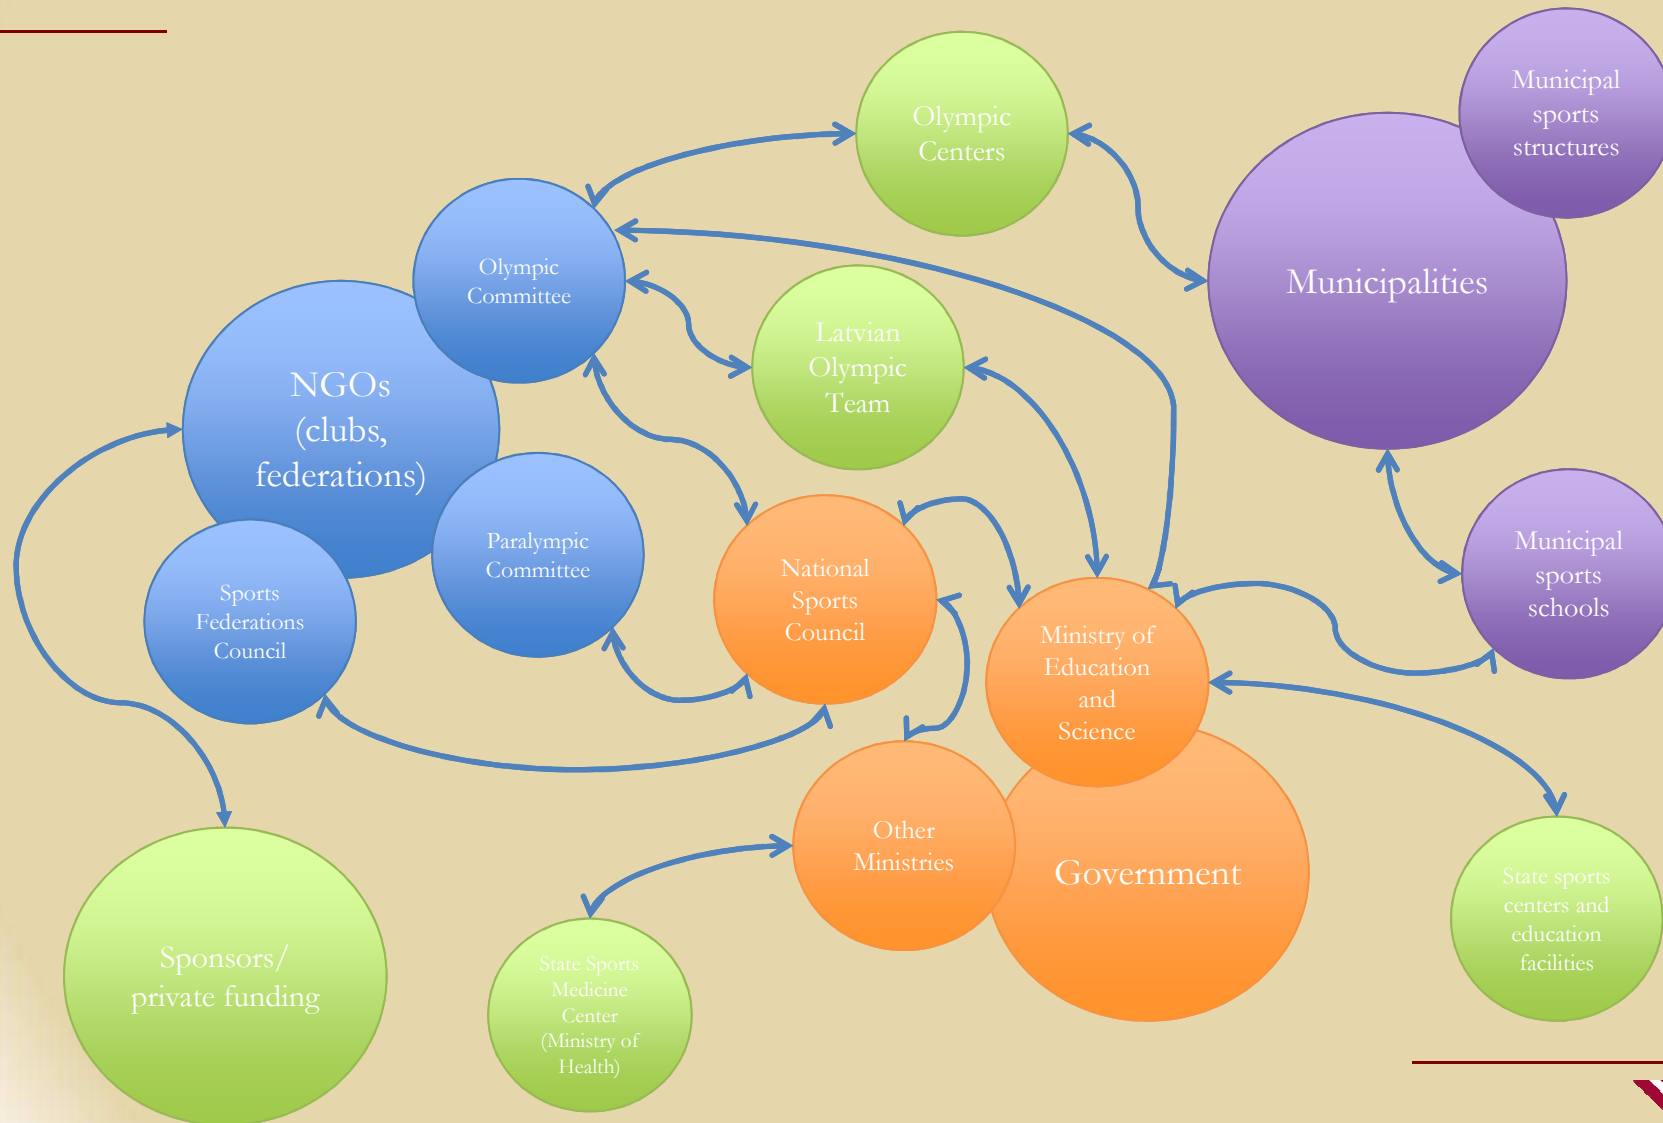 Municipal
sports
structures
Olympic
Centers
Municipalities
Olympic
Committee
Latvian
Olympic
Team
NGOs
(clubs,
federations)
Paralympic
Committee
National
Sports
Council
Municipal
sports
schools
Sports
Federations
Council
Ministry of
Education
and
Science
Other
Ministries
Government
State sports
centers and
education
facilities
Sponsors/
private funding
State Sports
Medicine
Center
(Ministry of
Health)